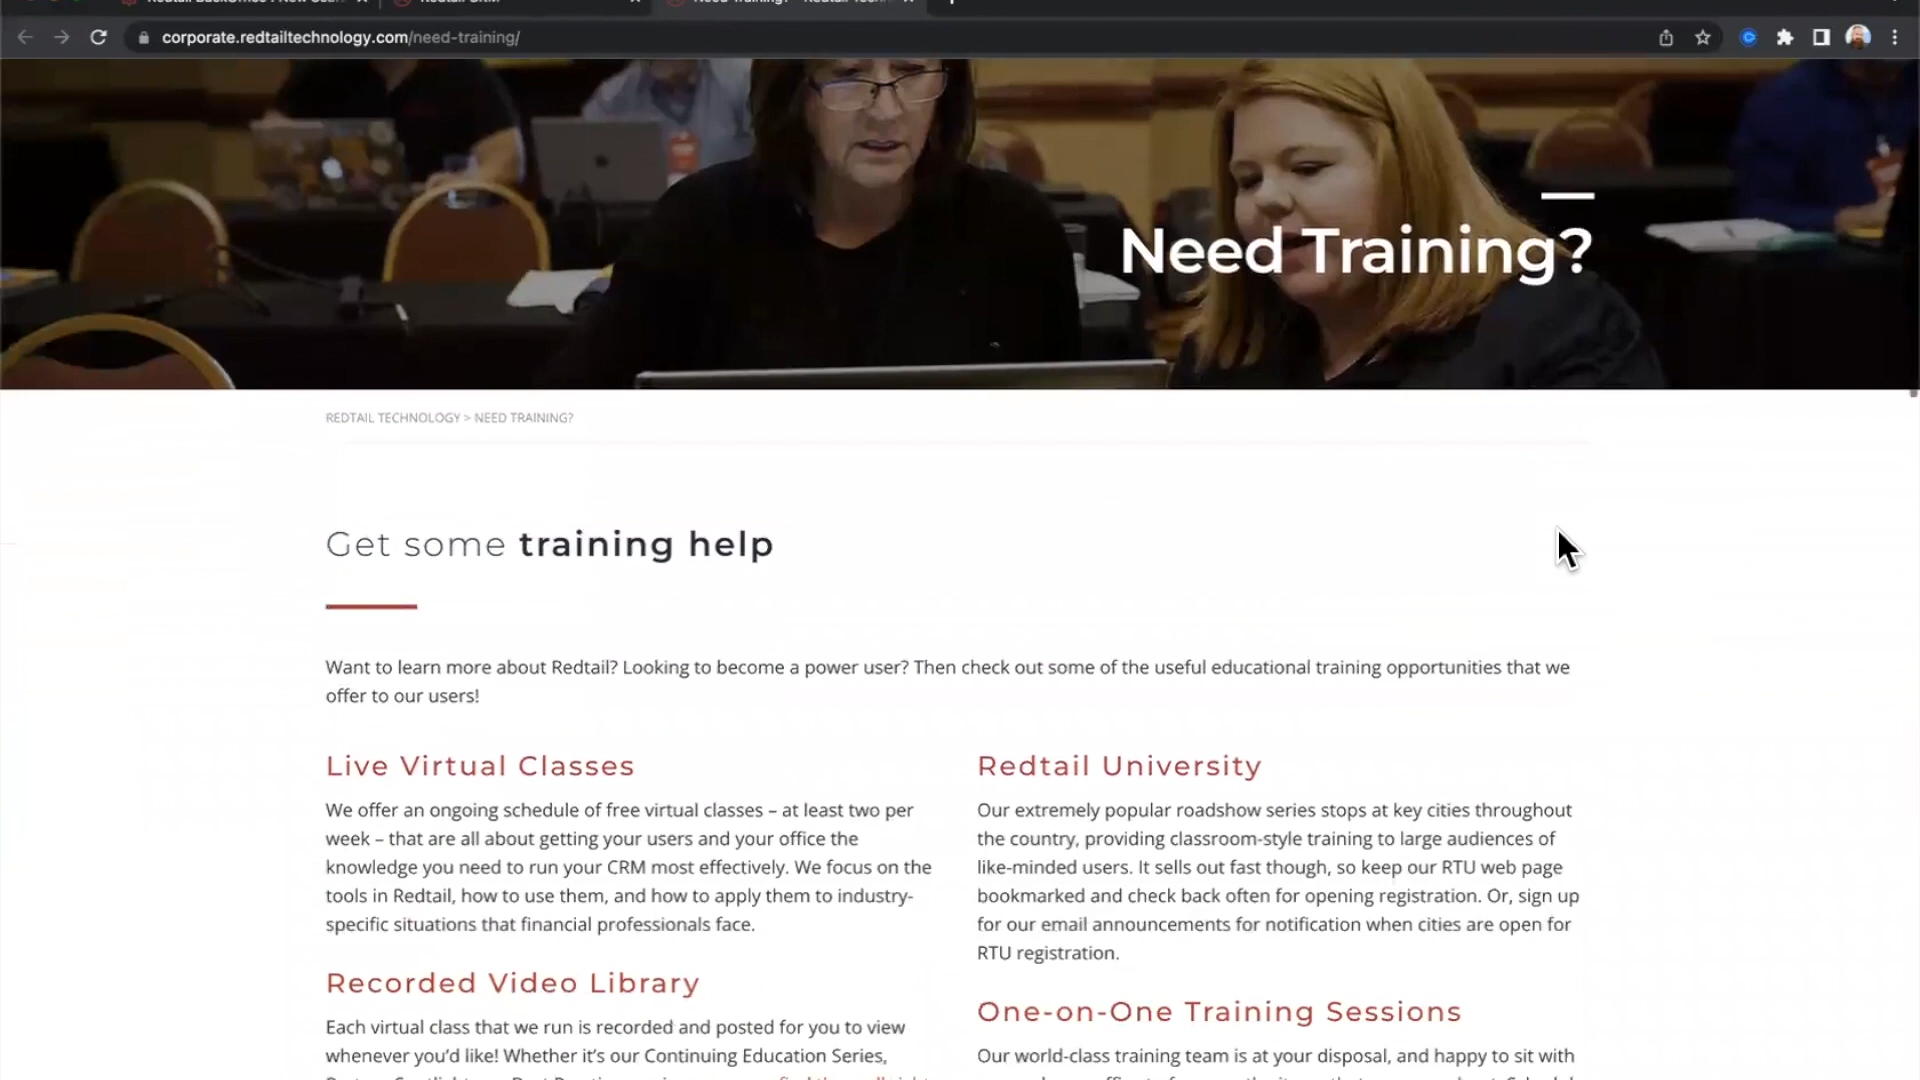 corporate.redtailtechnology.com/need-training/
Need Training?
REDTAIL TECHNOLOGY > NEED TRAINING?
Get some training help
Want to learn more about Redtail? Looking to become a power user? Then check out some of the useful educational training opportunities that we
offer to our users!
Live Virtual Classes
We offer an ongoing schedule of free virtual classes – at least two per
week – that are all about getting your users and your office the
knowledge you need to run your CRM most effectively. We focus on the
tools in Redtail, how to use them, and how to apply them to industry-
specific situations that financial professionals face.
Recorded Video Library
Each virtual class that we run is recorded and posted for you to view
whenever you'd like! Whether it's our Continuing Education Series,
Redtail University
Our extremely popular roadshow series stops at key cities throughout
the country, providing classroom-style training to large audiences of
like-minded users. It sells out fast though, so keep our RTU web page
bookmarked and check back often for opening registration. Or, sign up
for our email announcements for notification when cities are open for
RTU registration.
One-on-One Training Sessions
Our world-class training team is at your disposal, and happy to sit with